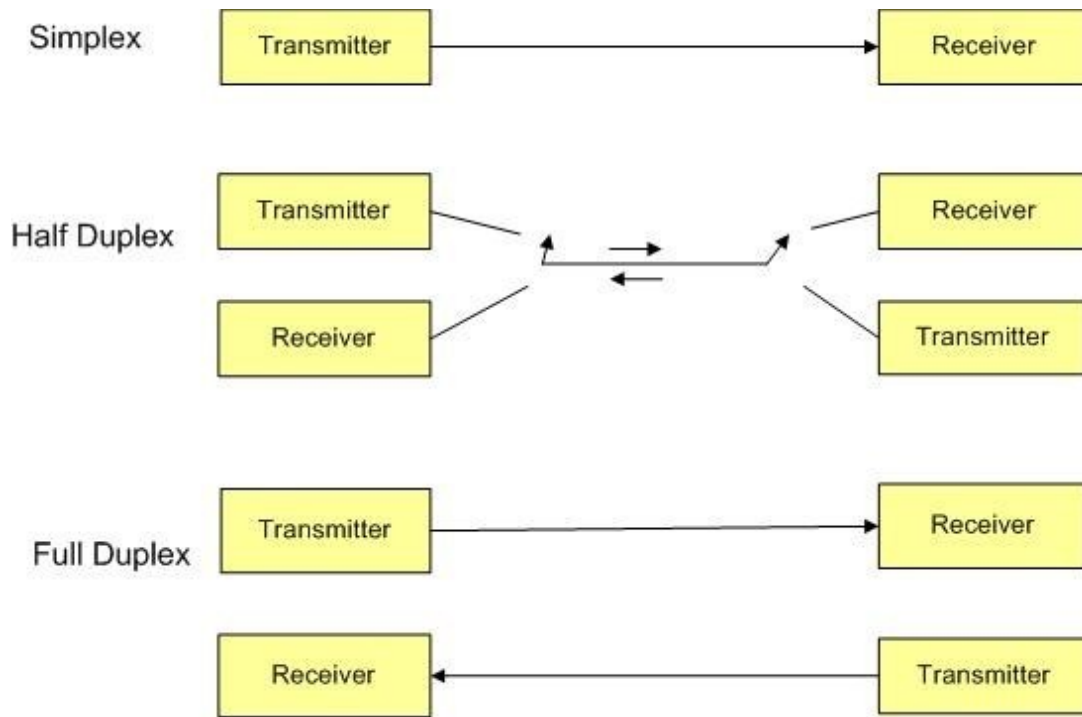 Simplex
Transmitter
Receiver
Half Duplex
Transmitter
Receiver
Receiver
Transmitter
Full Duplex
Transmitter
Receiver
Receiver
Transmitter